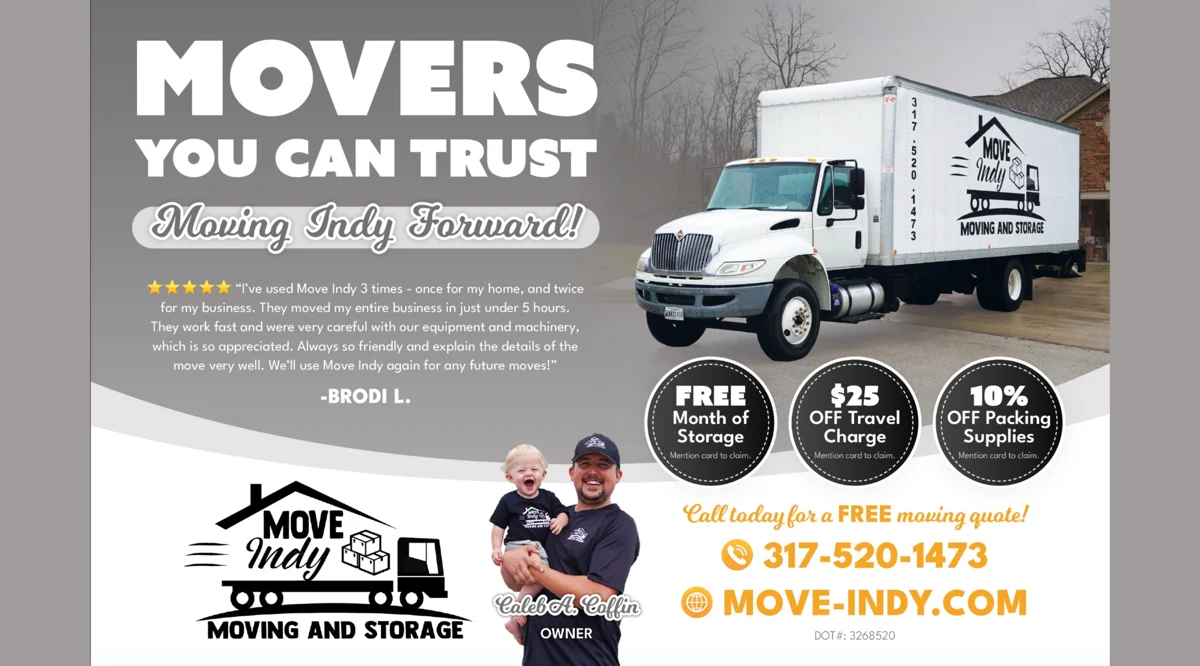 MOVERS
YOU CAN TRUST
Moving Indy Forward!
“I've used Move Indy 3 times - once for my home, and twice
for my business. They moved my entire business in just under 5 hours.
They work fast and were very careful with our equipment and machinery,
which is so appreciated. Always so friendly and explain the details of the
move very well. We'll use Move Indy again for any future moves!”
-BRODI L.
317.520.1473
MOVE
Indy
MOVING AND STORAGE
FREE
Month of
Storage
Mention card to claim.
$25
OFF Travel
Charge
Mention card to claim.
10%
OFF Packing
Supplies
Mention card to claim.
MOVE
Indy
MOVING AND STORAGE
Caleb A. Coffin
OWNER
Call today for a FREE moving quote!
317-520-1473
MOVE-INDY.COM
DOT#: 3268520